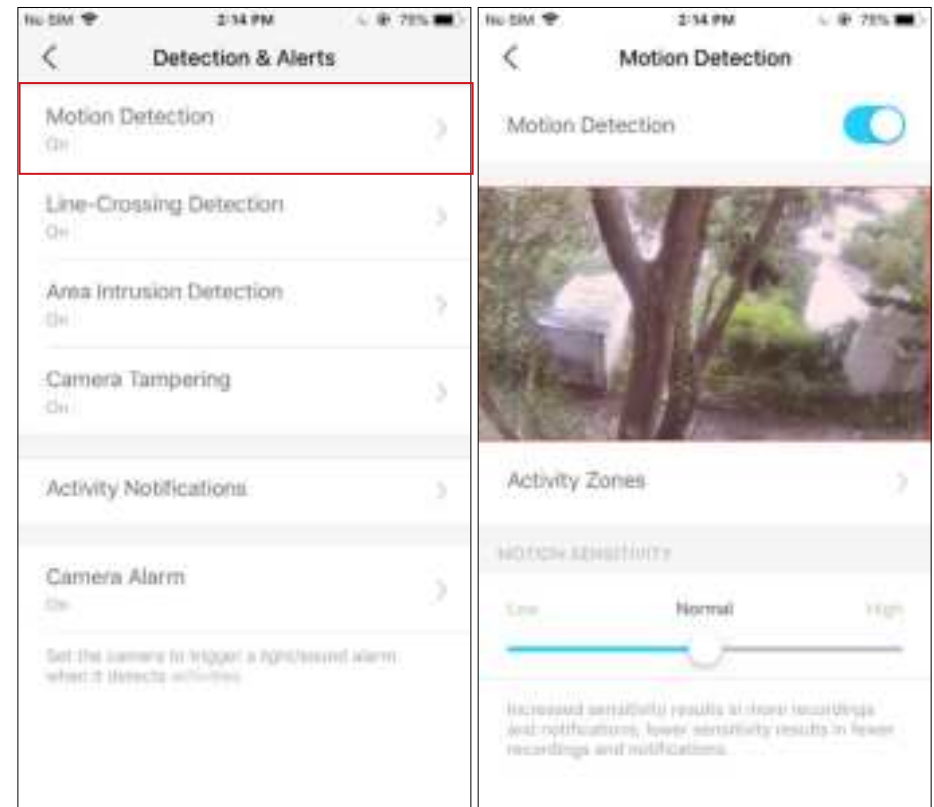 No SIM 2:14 PM 75%
Detection & Alerts
Motion Detection
On
Line-Crossing Detection
On
Area Intrusion Detection
On
Camera Tampering
On
Activity Notifications
Camera Alarm
On
Set the camera to trigger a light/sound alarm
when it detects activities
No SIM 2:14 PM 75%
Motion Detection
Motion Detection
Activity Zones
MOTION SENSITIVITY
Low Normal High
Increased sensitivity results in more recordings
and notifications, lower sensitivity results in fewer
recordings and notifications.